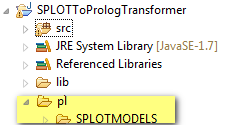 SPLOTToPrologTransformer
src
JRE System Library [JavaSE-1.7]
Referenced Libraries
lib
pl
SPLOTMODELS